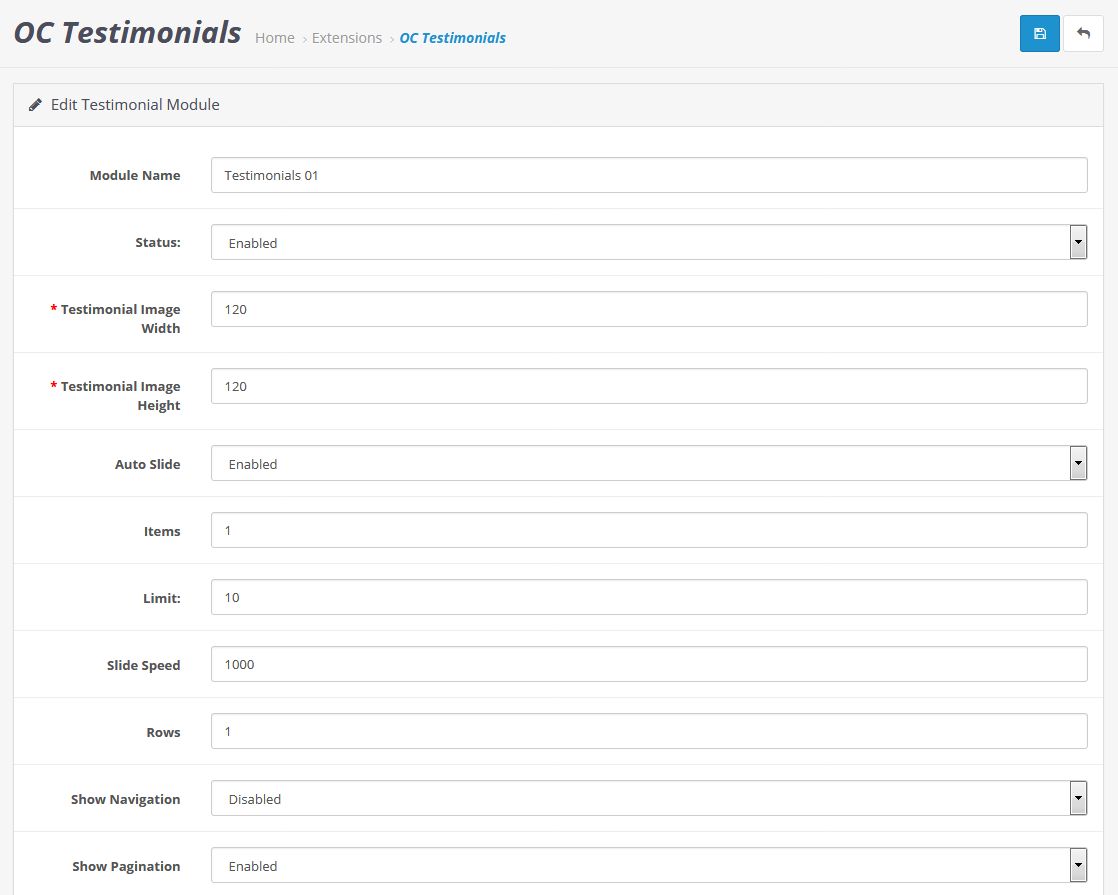 OC Testimonials Home › Extensions › OC Testimonials
Edit Testimonial Module
Module Name Testimonials 01
Status: Enabled
* Testimonial Image 120
Width
* Testimonial Image 120
Height
Auto Slide Enabled
Items 1
Limit: 10
Slide Speed 1000
Rows 1
Show Navigation Disabled
Show Pagination Enabled